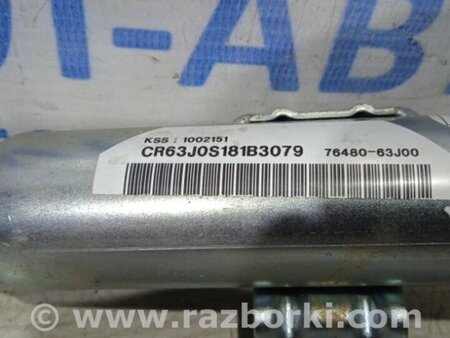 KSS : 1002151
CR63J0S181B3079 76480-63J00
www.razborki.com